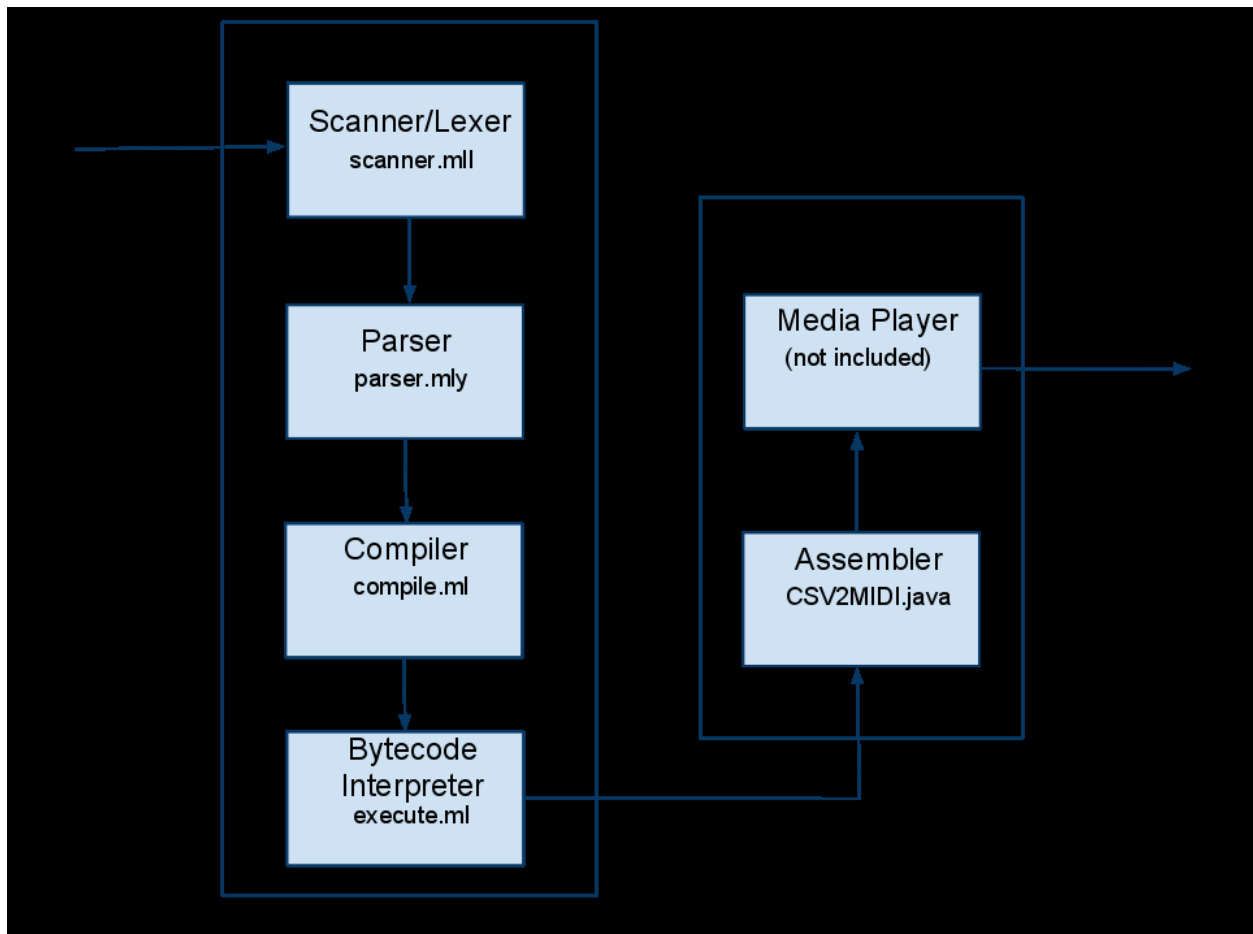 Scanner/Lexer
scanner.mll
Parser
parser.mly
Compiler
compile.ml
Bytecode
Interpreter
execute.ml
Media Player
(not included)
Assembler
CSV2MIDI.java